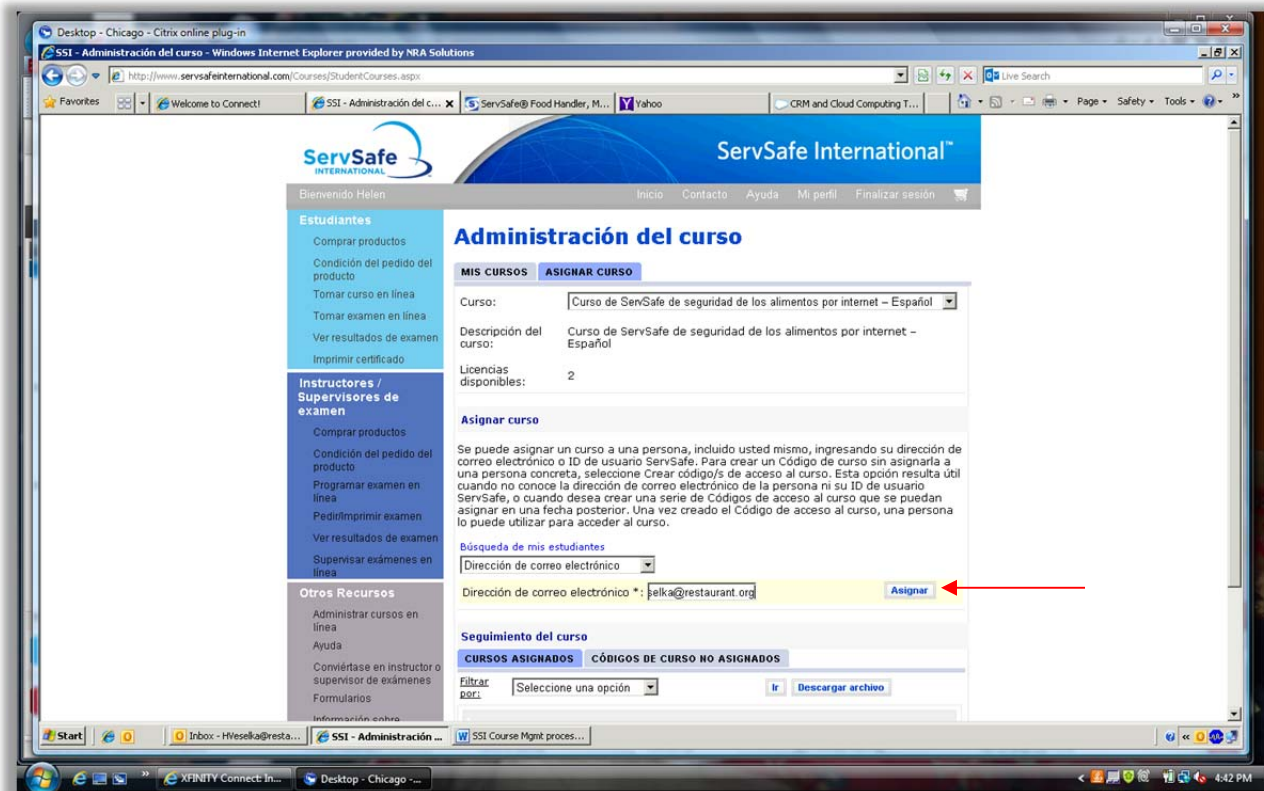 Desktop - Chicago - Citrix online plug-in
SSI - Administración del curso - Windows Internet Explorer provided by NRA Solutions
http://www.servsafeinternational.com/Courses/StudentCourses.aspx
Live Search
Favorites
Welcome to Connect!
SSI - Administración del c...
ServSafe® Food Handler, M...
Yahoo
CRM and Cloud Computing T...
Page
Safety
Tools
ServSafe
INTERNATIONAL
ServSafe International™
Bienvenido Helen
Inicio
Contacto
Ayuda
Mi perfil
Finalizar sesión
Estudiantes
Comprar productos
Condición del pedido del
producto
Tomar curso en línea
Tomar examen en línea
Ver resultados de examen
Imprimir certificado
Instructores /
Supervisores de
examen
Comprar productos
Condición del pedido del
producto
Programar examen en
línea
Pedir/Imprimir examen
Ver resultados de examen
Supervisar exámenes en
línea
Otros Recursos
Administrar cursos en
línea
Ayuda
Conviértase en instructor o
supervisor de exámenes
Formularios
Información sobre
Administración del curso
MIS CURSOS
ASIGNAR CURSO
Curso: Curso de ServSafe de seguridad de los alimentos por internet – Español
Descripción del
curso:
Curso de ServSafe de seguridad de los alimentos por internet –
Español
Licencias
disponibles:
2
Asignar curso
Se puede asignar un curso a una persona, incluido usted mismo, ingresando su dirección de
correo electrónico o ID de usuario ServSafe. Para crear un Código de curso sin asignarla a
una persona concreta, seleccione Crear código/s de acceso al curso. Esta opción resulta útil
cuando no conoce la dirección de correo electrónico de la persona ni su ID de usuario
ServSafe, o cuando desea crear una serie de Códigos de acceso al curso que se puedan
asignar en una fecha posterior. Una vez creado el Código de acceso al curso, una persona
lo puede utilizar para acceder al curso.
Búsqueda de mis estudiantes
Dirección de correo electrónico
Dirección de correo electrónico *: selka@restaurant.org
Asignar
Seguimiento del curso
CURSOS ASIGNADOS
CÓDIGOS DE CURSO NO ASIGNADOS
Filtrar
por:
Seleccione una opción
Ir
Descargar archivo
Start
Inbox - HVeselka@resta...
SSI - Administración ...
SSI Course Mgmt proces...
XFINITY Connect: In...
Desktop - Chicago -...
4:42 PM